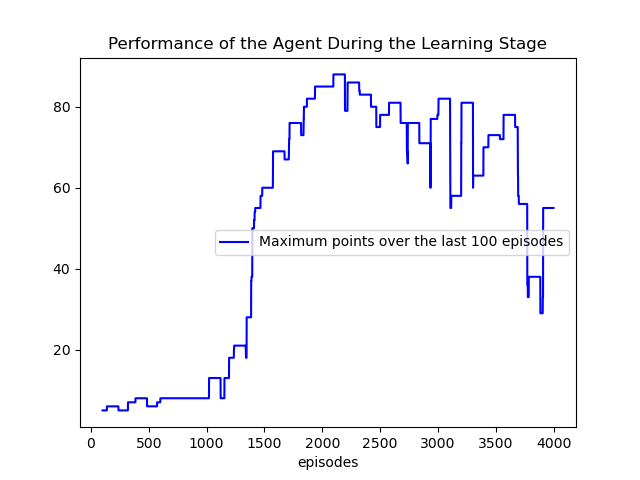 Performance of the Agent During the Learning Stage
80
60
Maximum points over the last 100 episodes
40
20
0 500 1000 1500 2000 2500 3000 3500 4000
episodes